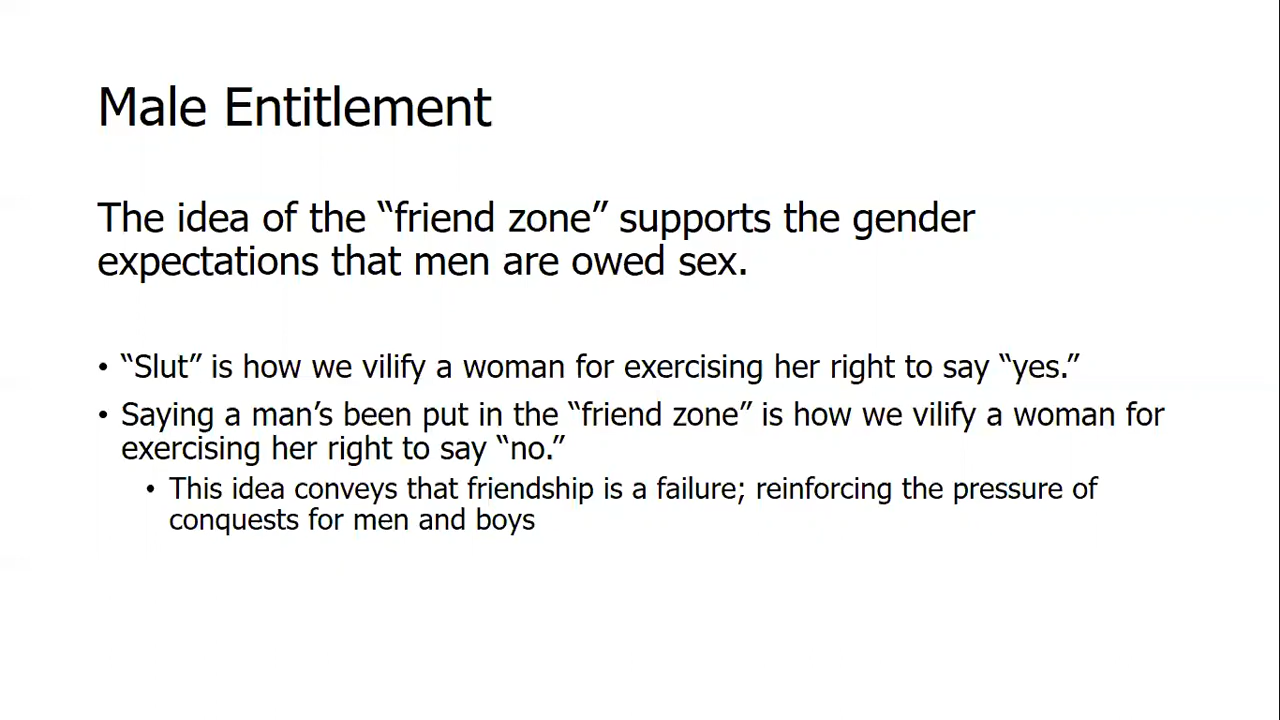 Male Entitlement
The idea of the “friend zone” supports the gender
expectations that men are owed sex.
• “Slut” is how we vilify a woman for exercising her right to say “yes.”
• Saying a man’s been put in the “friend zone” is how we vilify a woman for
exercising her right to say “no.”
• This idea conveys that friendship is a failure; reinforcing the pressure of
conquests for men and boys